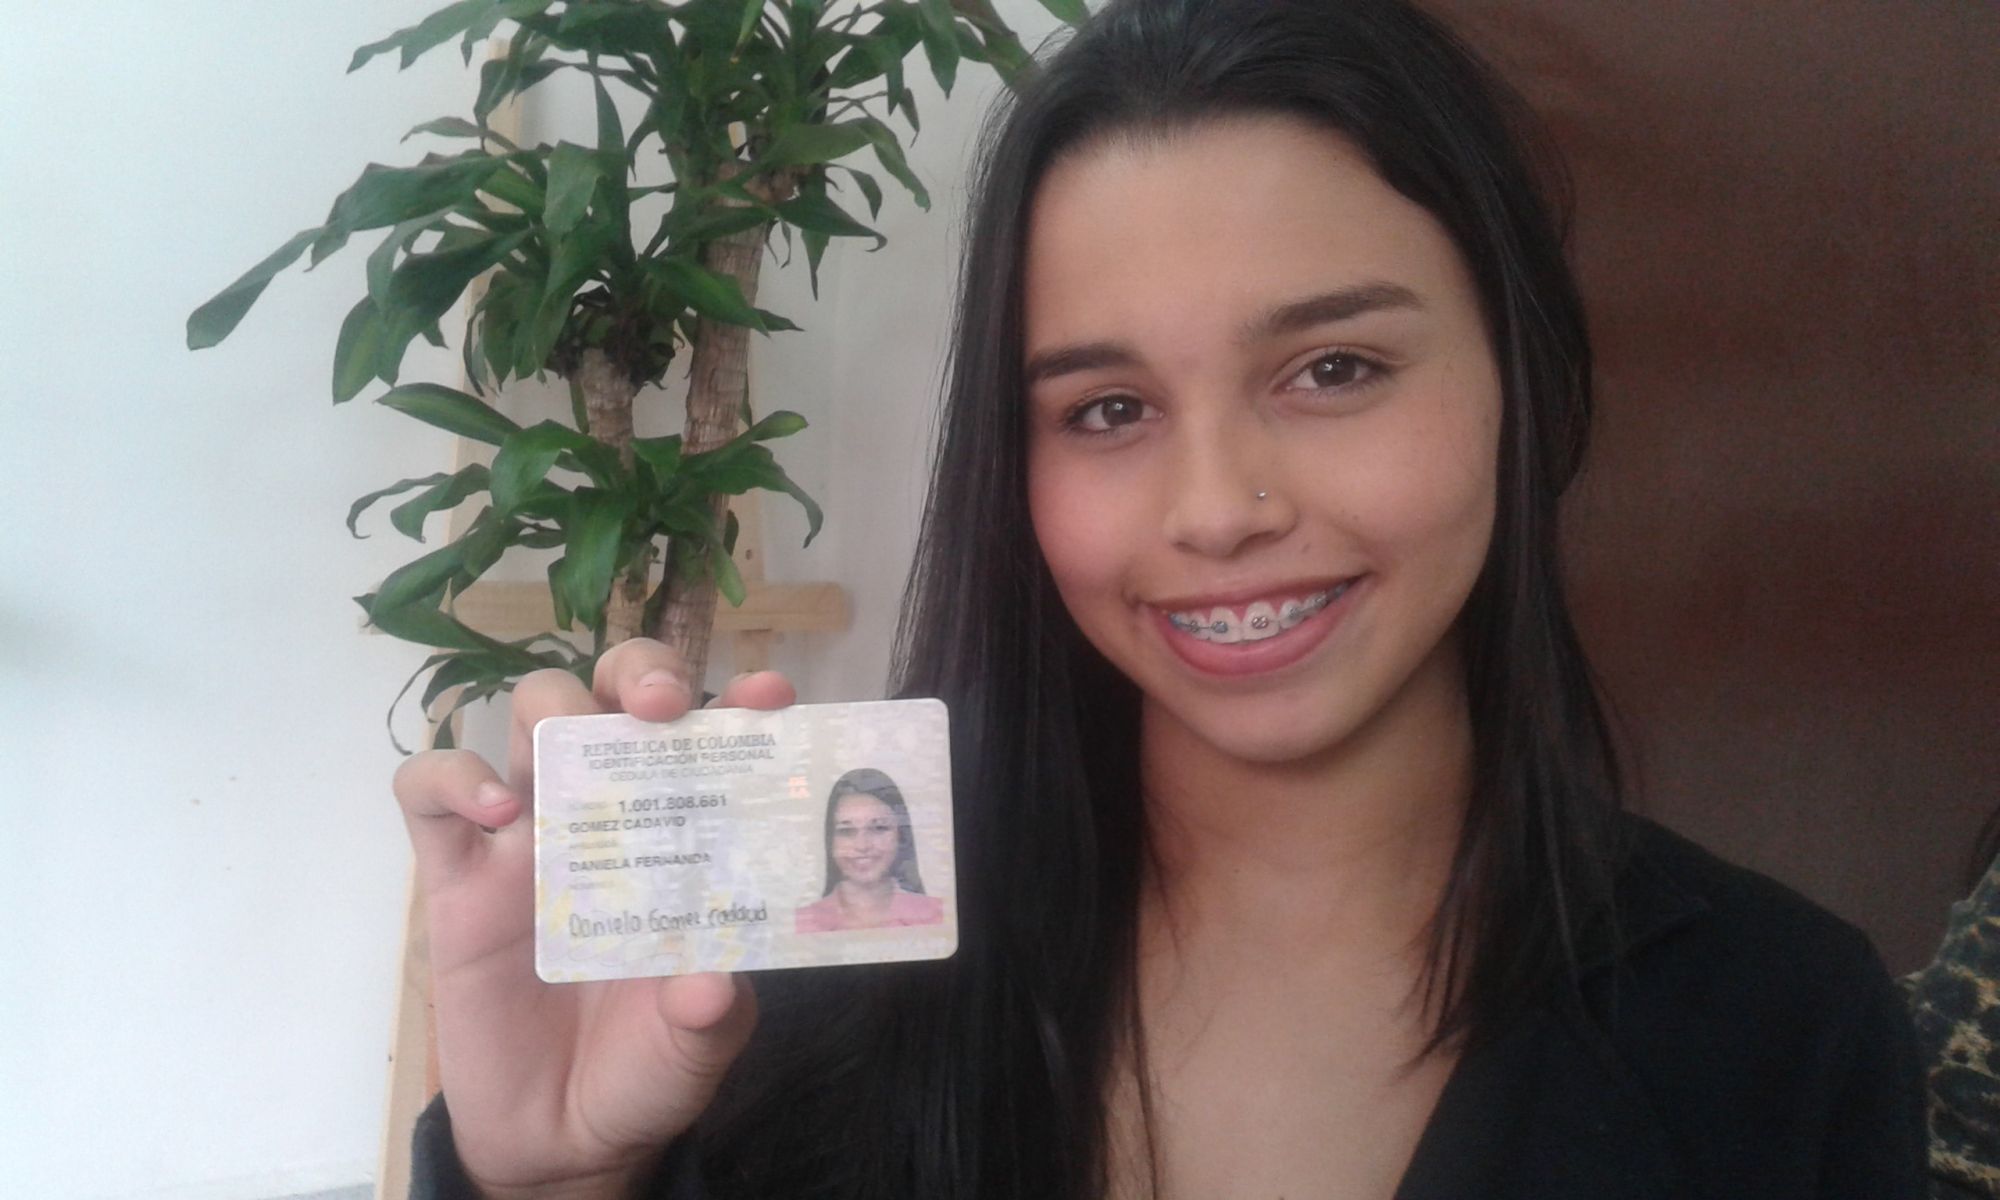 REPÚBLICA DE COLOMBIA
IDENTIFICACIÓN PERSONAL
CEDULA DE CIUDADANIA
NUMERO 1.001.808.661
GOMEZ CADAVID
APELLIDOS
DANIELA FERNANDA
NOMBRES
Daniela Gomez Cadavid